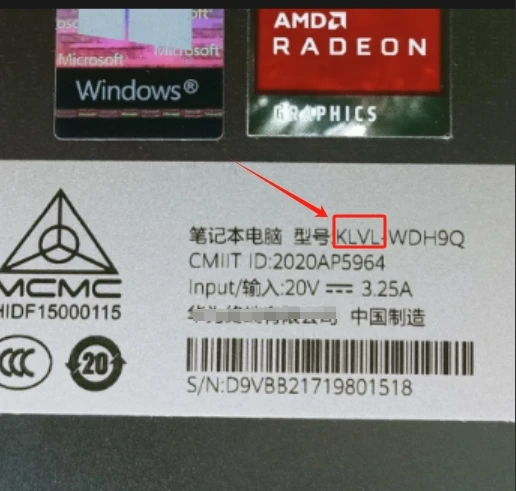 Microsoft
Microsoft
Windows®
AMD
RADEON
GRAPHICS
MCMC
HIDF15000115
CCC
20
笔记本电脑 型号:KLVL-WDH9Q
CMIIT ID:2020AP5964
Input/输入:20V 3.25A
中国制造
S/N:D9VBB21719801518